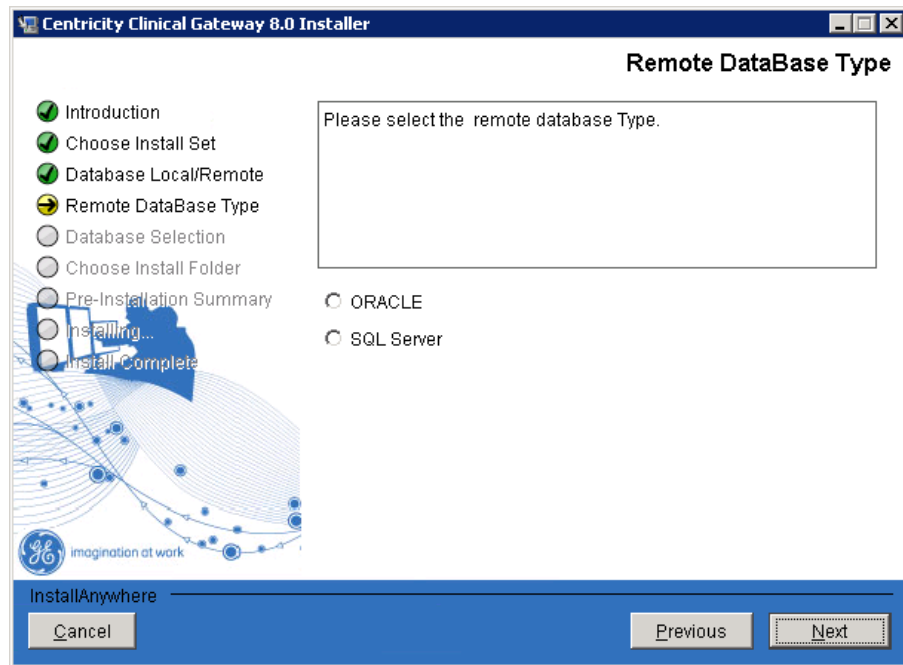 Centricity Clinical Gateway 8.0 Installer
Remote DataBase Type
Introduction
Choose Install Set
Database Local/Remote
Remote DataBase Type
Database Selection
Choose Install Folder
Pre-Installation Summary
Installing...
Install Complete
Please select the  remote database Type.
ORACLE
SQL Server
GE
imagination at work
InstallAnywhere
Cancel
Previous
Next